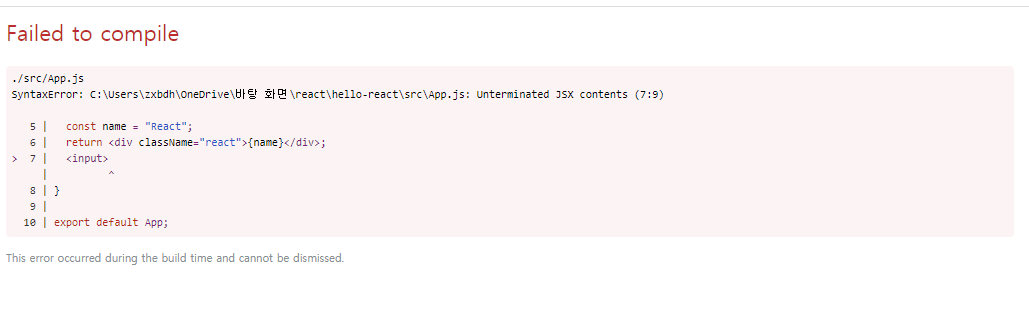 Failed to compile
./src/App.js
SyntaxError: C:\Users\zxbdh\OneDrive\바탕 화면\react\hello-react\src\App.js: Unterminated JSX contents (7:9)
  5 |   const name = "React";
  6 |   return <div className="react">{name}</div>;
> 7 |   <input>
    |         ^
  8 | }
  9 |
 10 | export default App;
This error occurred during the build time and cannot be dismissed.